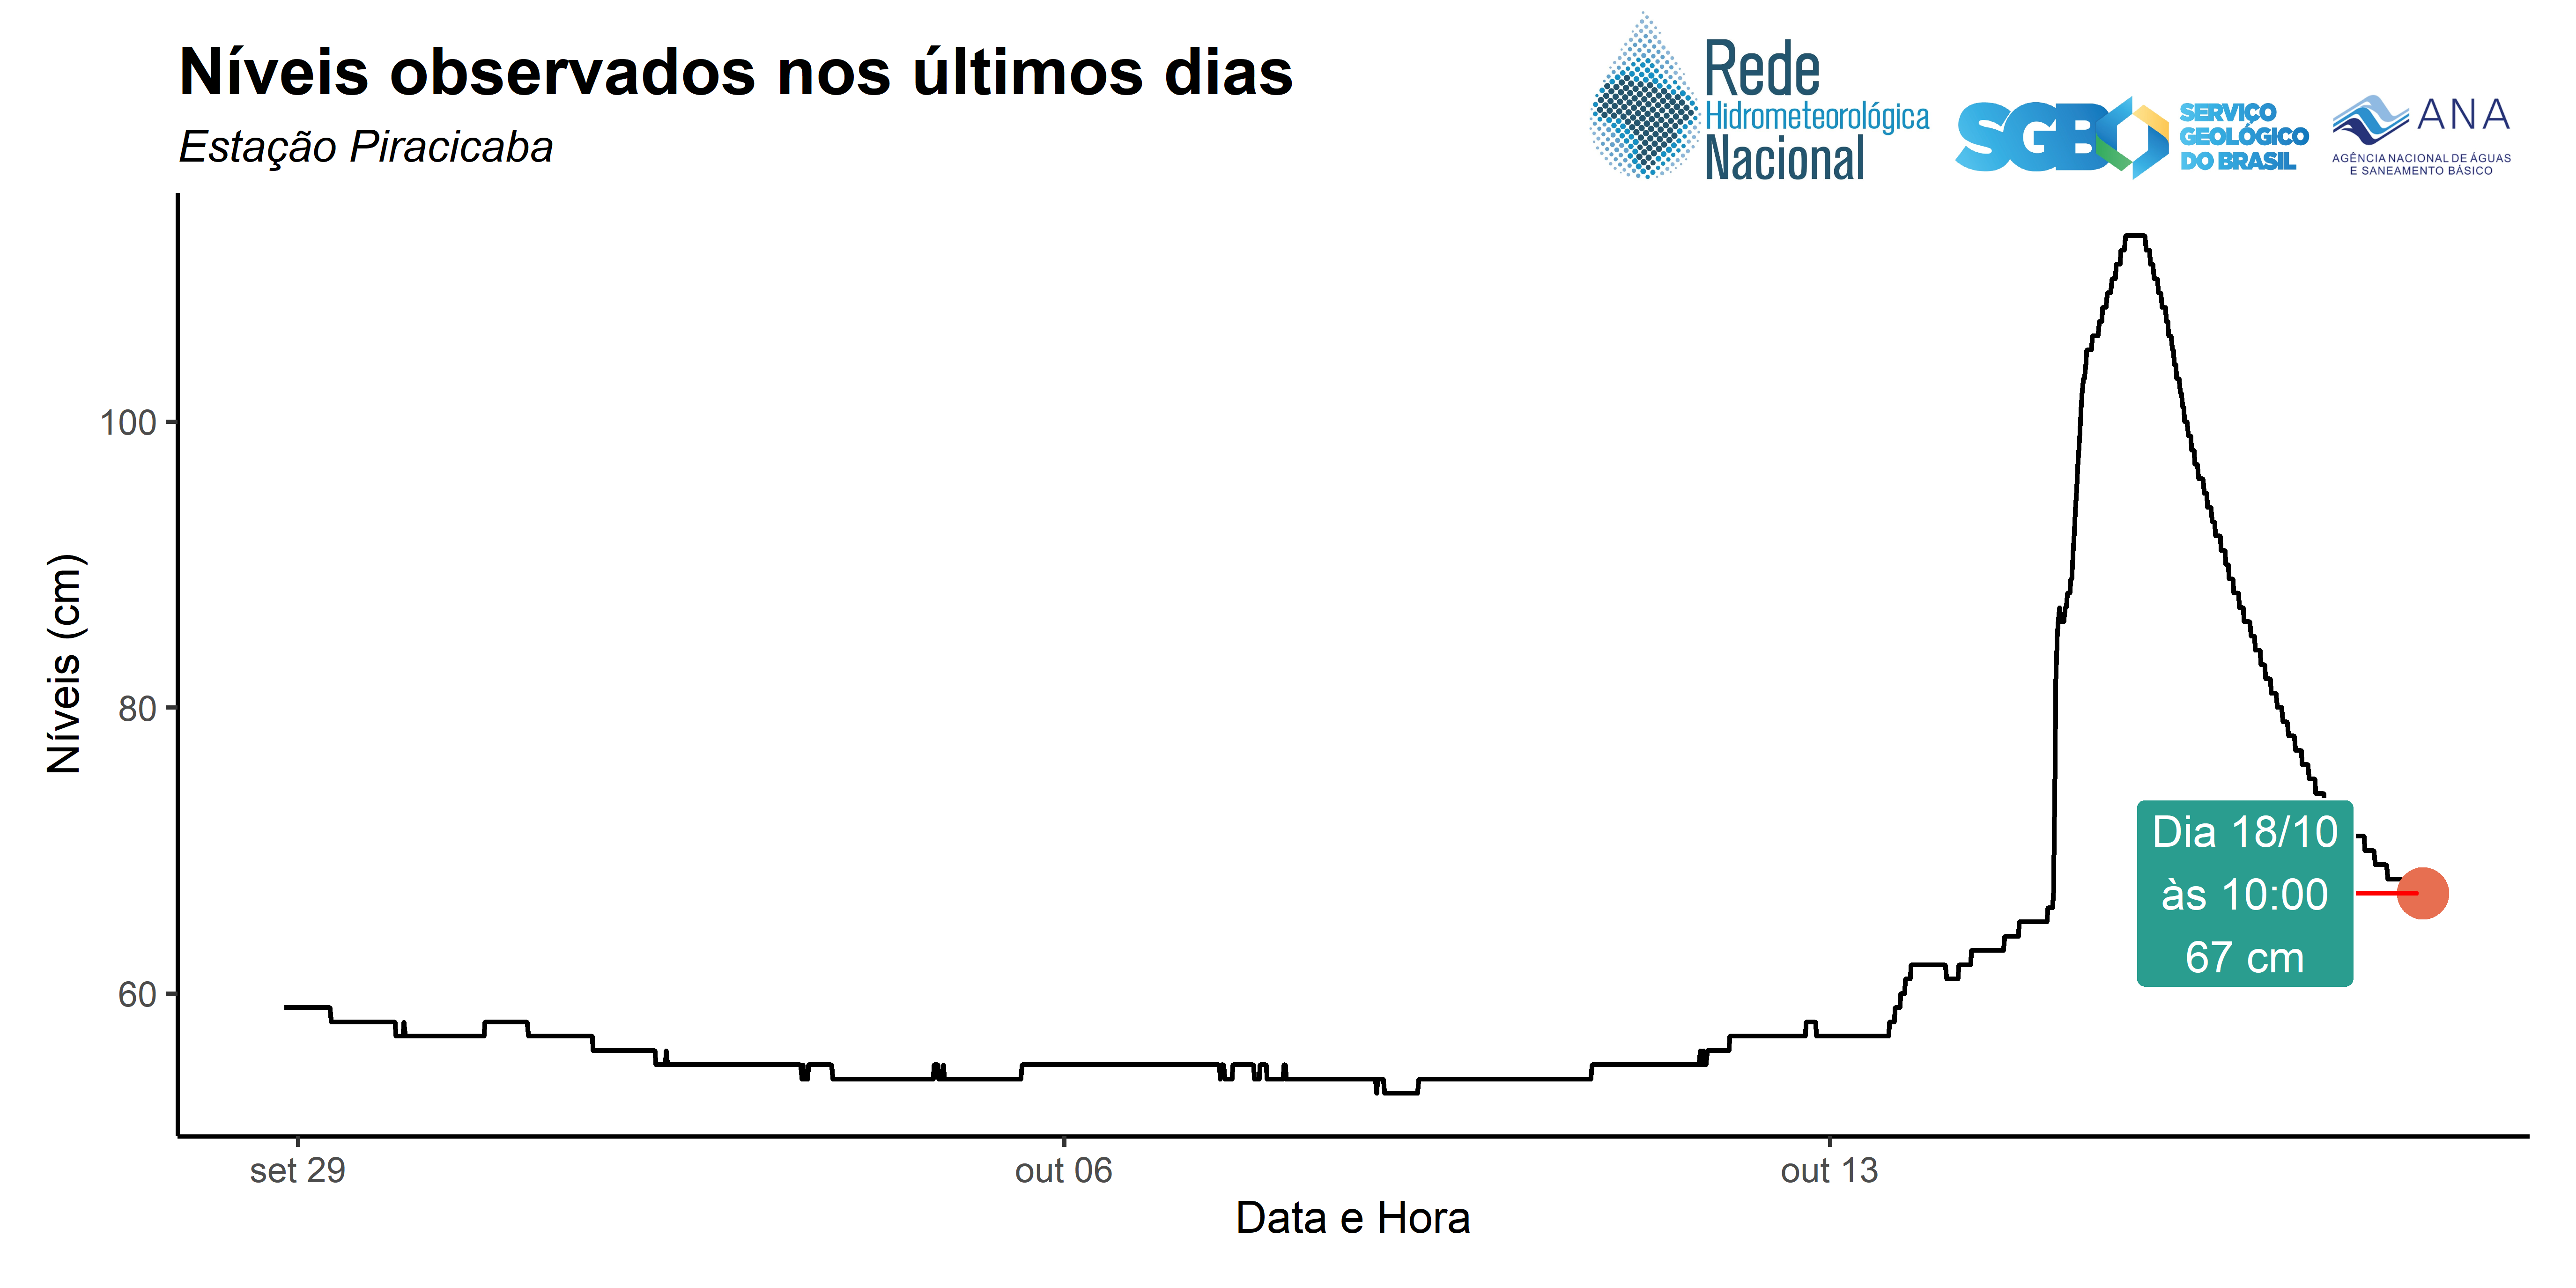 Níveis observados nos últimos dias
Estação Piracicaba
Rede
Hidrometeorológica
Nacional
SGB
SERVIÇO
GEOLÓGICO
DO BRASIL
ANA
AGÊNCIA NACIONAL DE ÁGUAS
E SANEAMENTO BÁSICO
Níveis (cm)
100
80
60
Dia 18/10
às 10:00
67 cm
set 29
out 06
out 13
Data e Hora